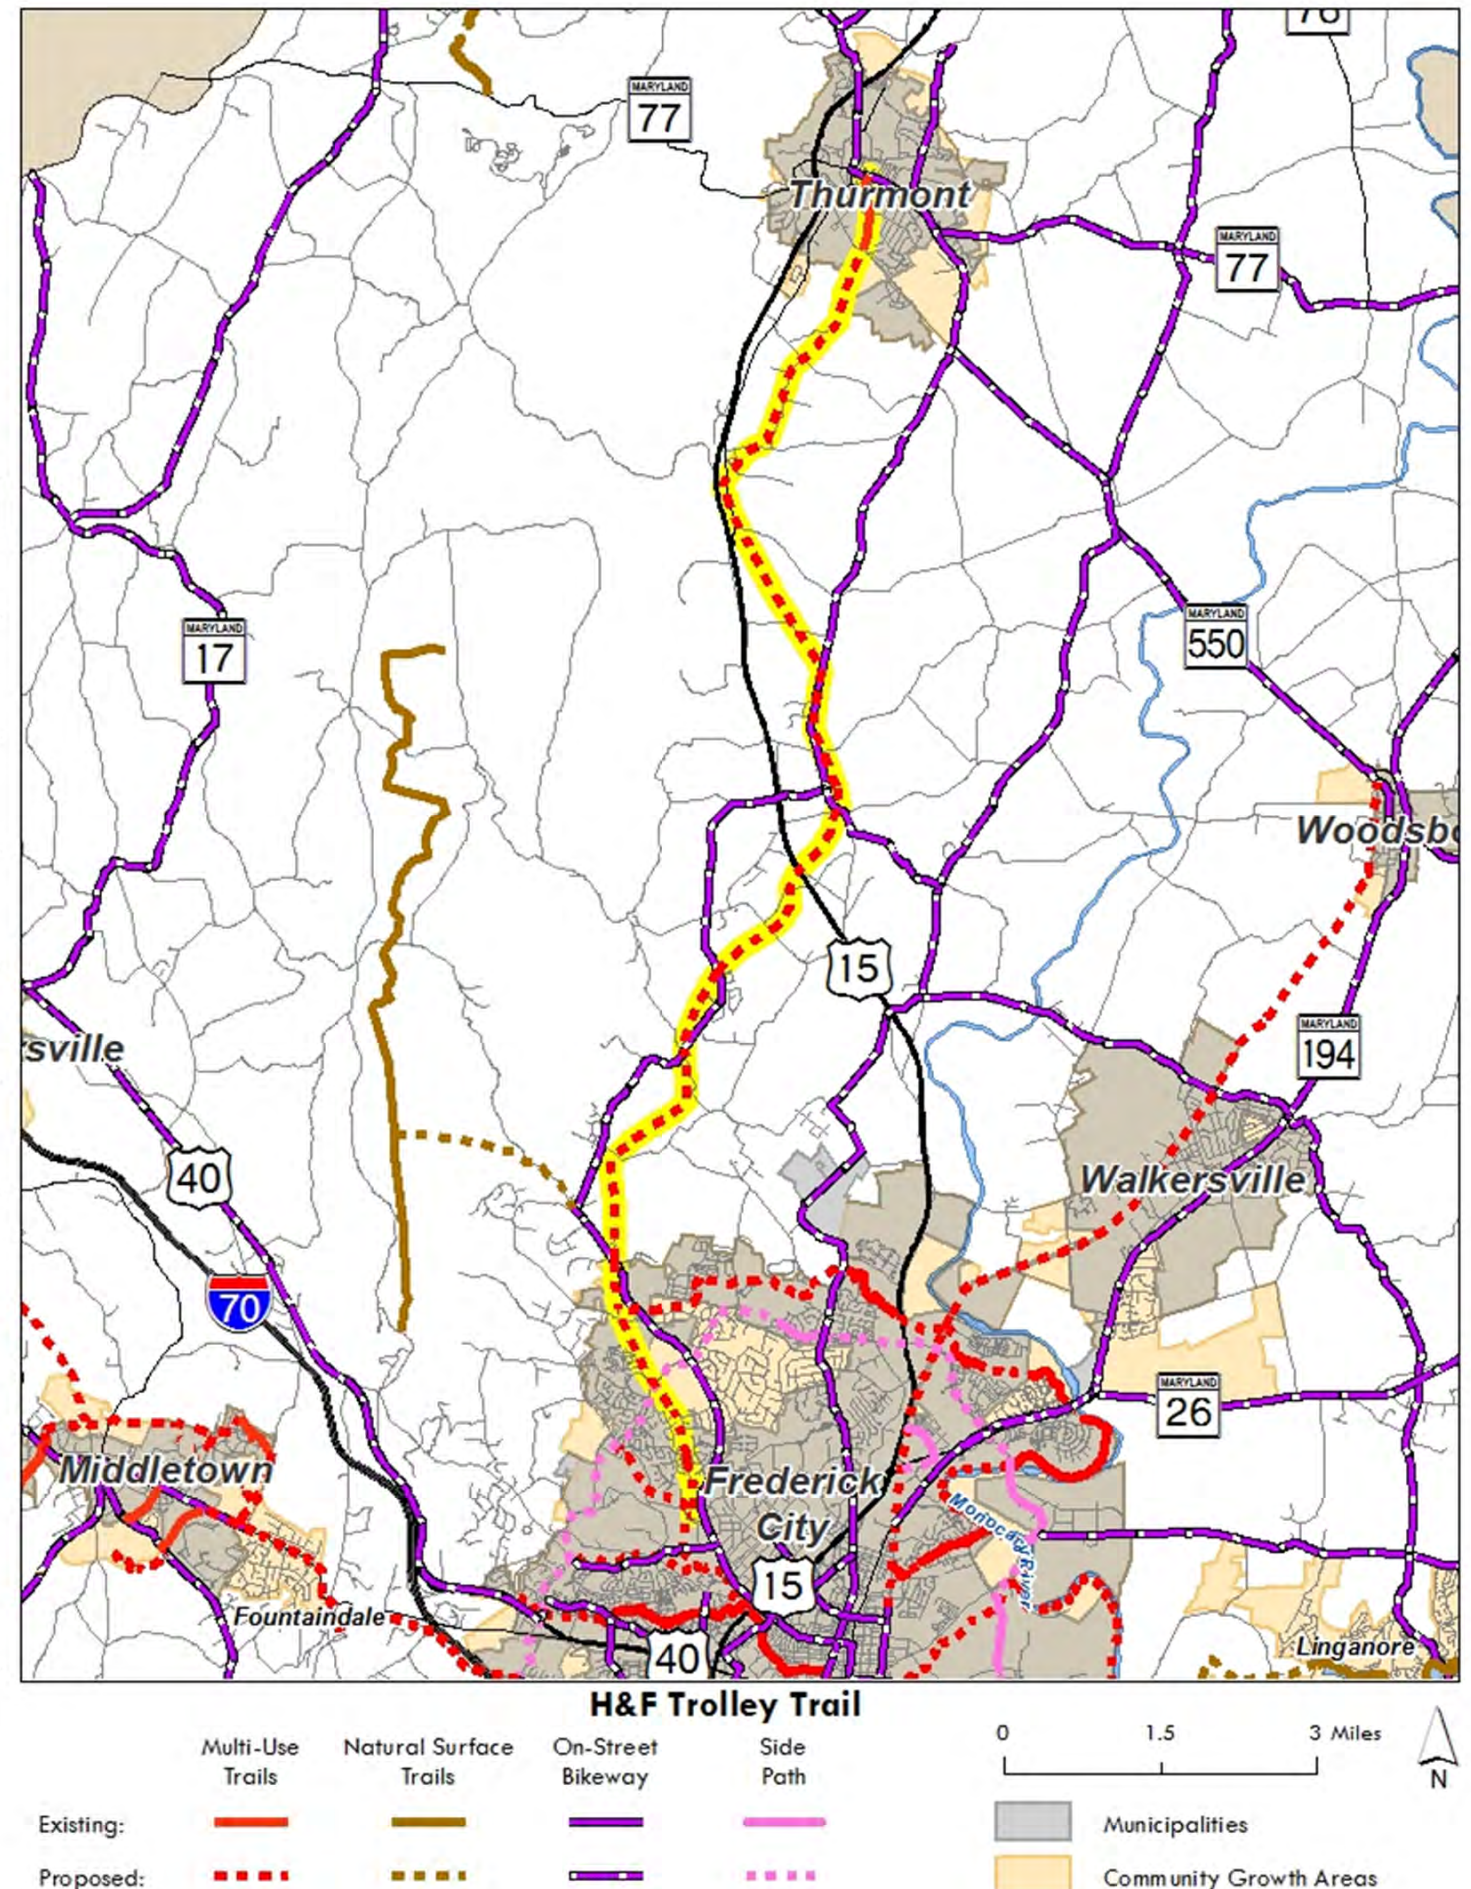 76
MARYLAND
77
Thurmont
MARYLAND
77
MARYLAND
17
MARYLAND
550
Woodsbo
15
MARYLAND
194
sville
40
Walkersville
70
MARYLAND
26
Middletown
Frederick
City
Monocacy River
15
Fountaindale
40
Linganore
H&F Trolley Trail
Multi-Use
Trails
Natural Surface
Trails
On-Street
Bikeway
Side
Path
0 1.5 3 Miles
N
Existing:
Municipalities
Proposed:
Community Growth Areas